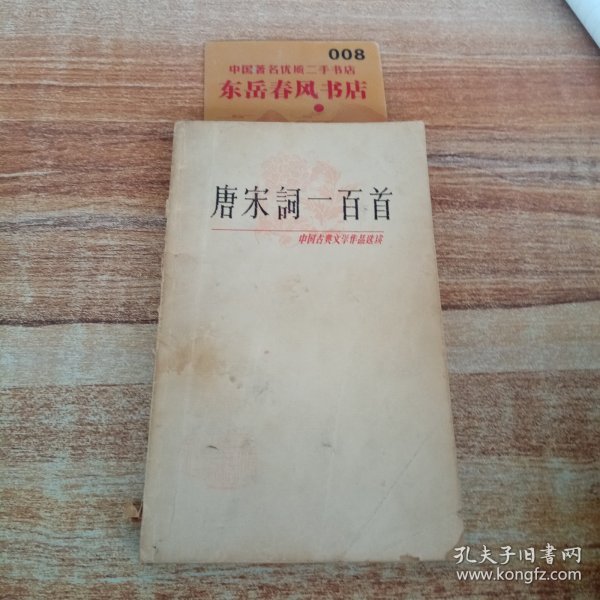 008
中国著名优质二手书店
东岳春风书店
唐宋詞一百首
中国古典文学作品选读
孔夫子旧书网
www.kongfz.com